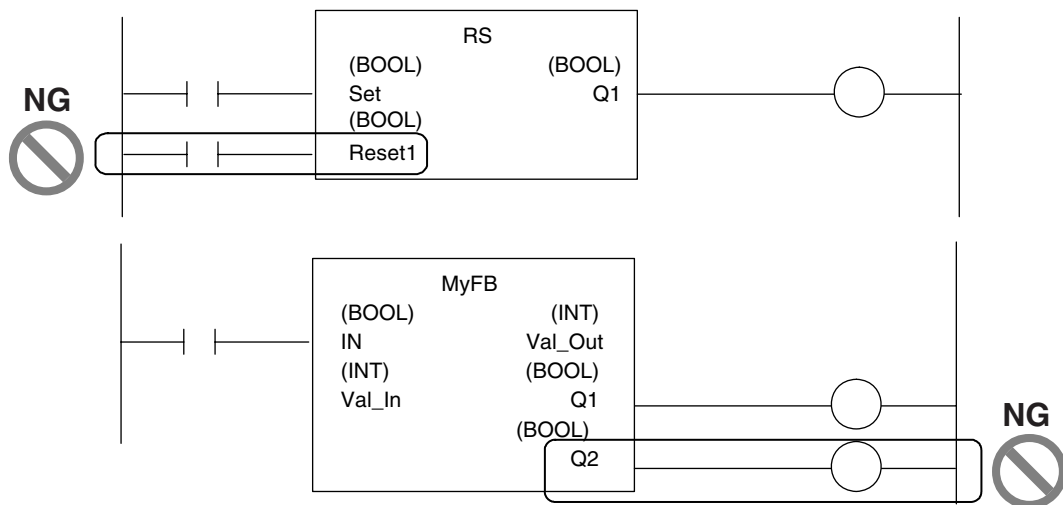 RS
(BOOL) (BOOL)
Set Q1
(BOOL)
Reset1
NG
MyFB
(BOOL) (INT)
IN Val_Out
(INT) (BOOL)
Val_In Q1
(BOOL)
Q2
NG